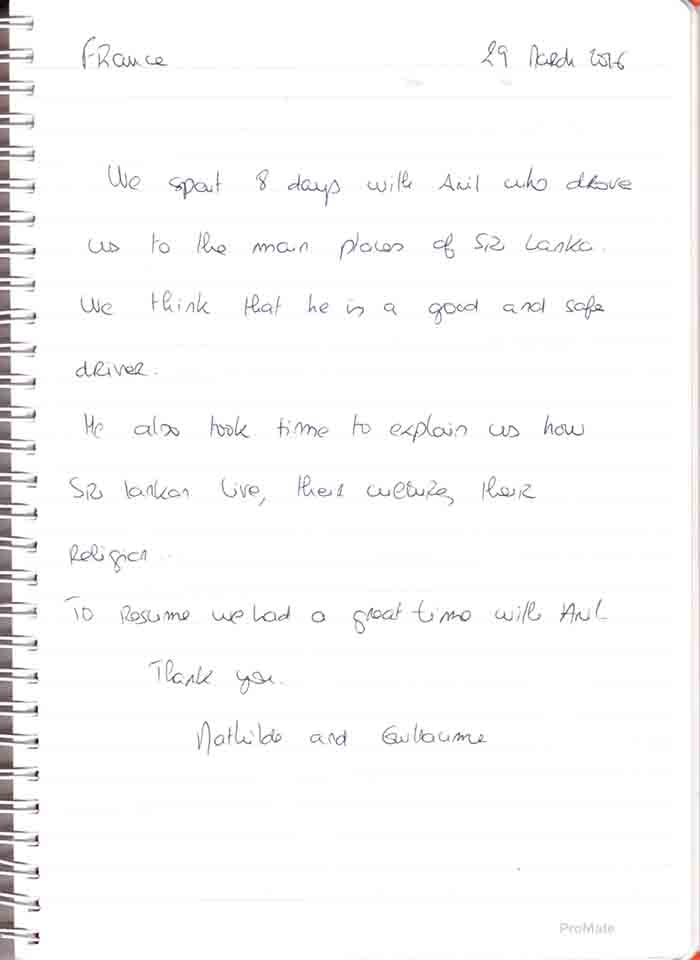 France 29 March 2016
We spent 8 days with Anil who drove
us to the main places of Sri Lanka.
We think that he is a good and safe
driver.
He also took time to explain us how
Sri lankan live, their culture, their
religion...
To resume we had a great time with Anil
Thank you.
Mathilde and Guillaume
ProMate